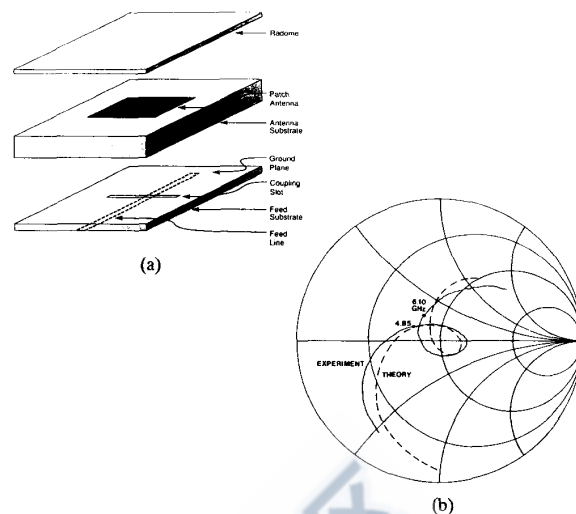 Radome
Patch
Antenna
Antenna
Substrate
Ground
Plane
Coupling
Slot
Feed
Substrate
Feed
Line
(a)
6.10
GHz
4.85
EXPERIMENT
THEORY
(b)